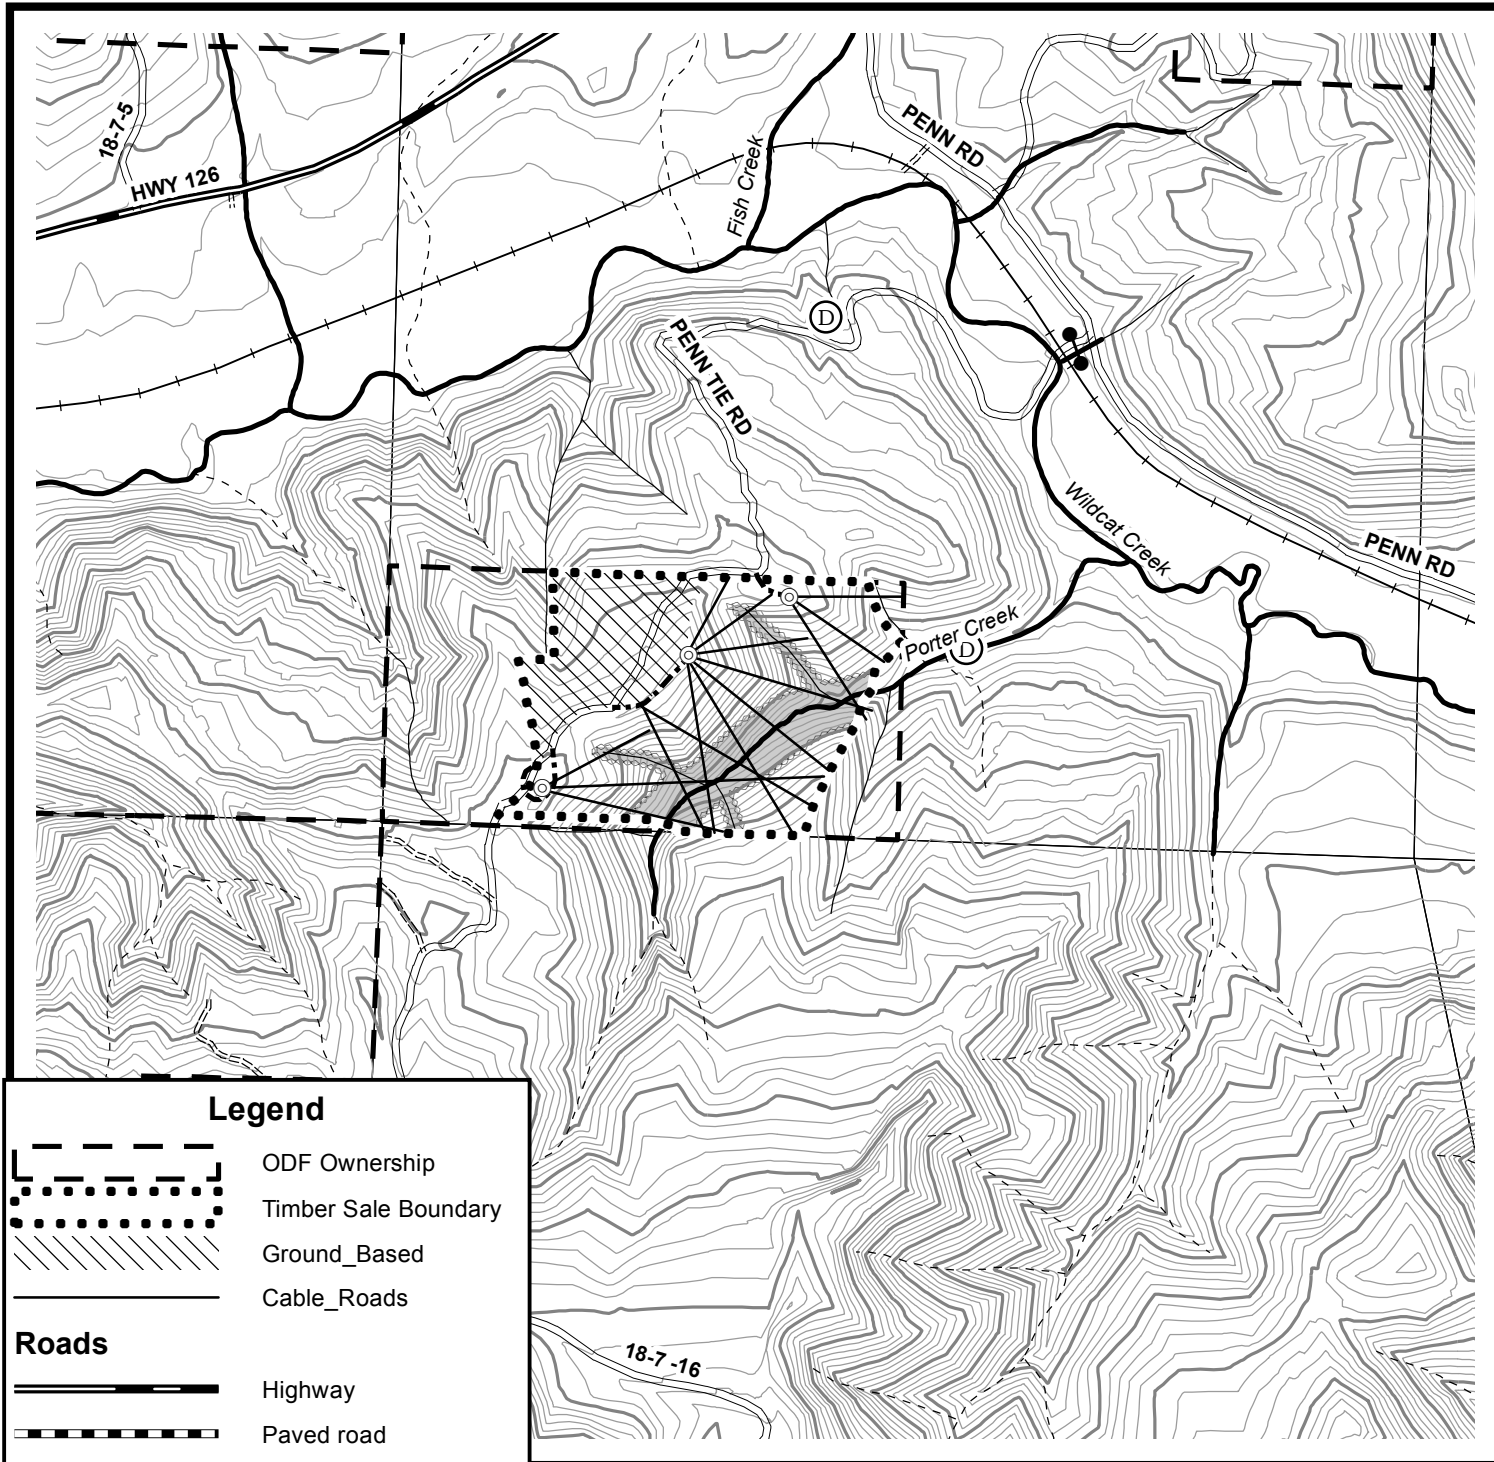 18-7-5
HWY 126
Fish Creek
PENN RD
D
PENN TIE RD
Wildcat Creek
PENN RD
Porter Creek
D
18-7 -16
Legend
ODF Ownership
Timber Sale Boundary
Ground_Based
Cable_Roads
Roads
Highway
Paved road